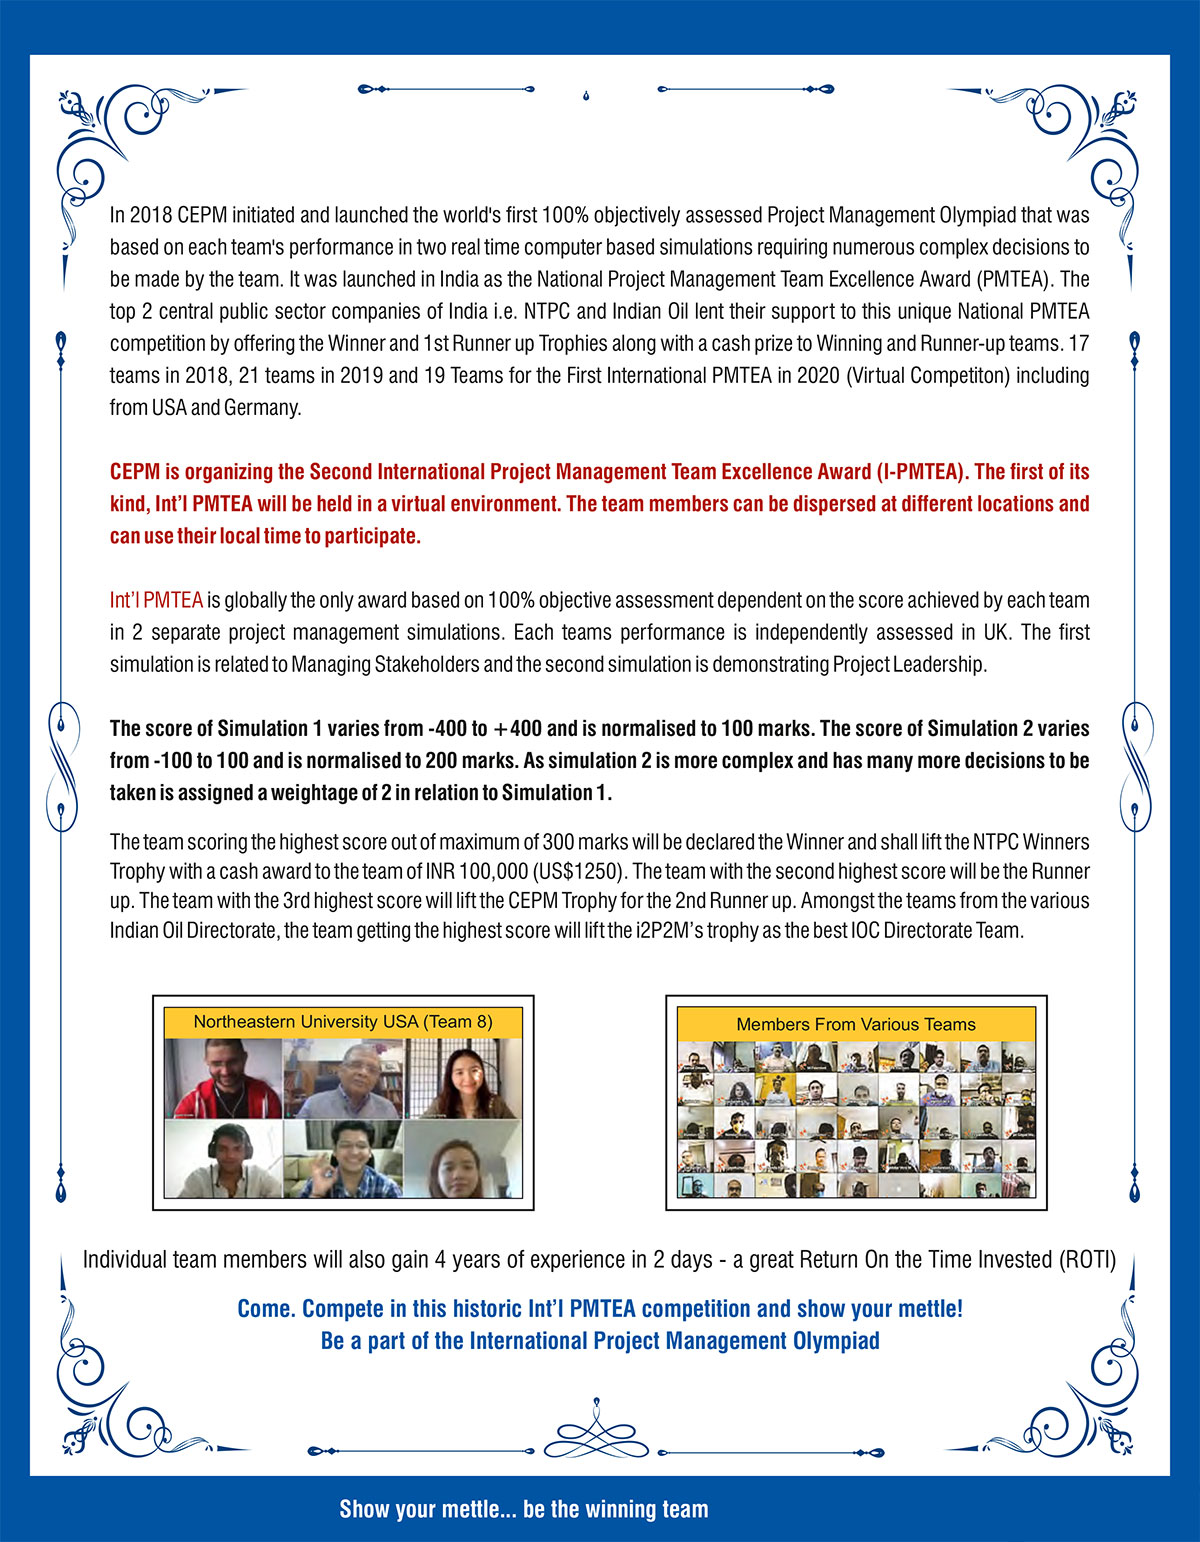 In 2018 CEPM initiated and launched the world's first 100% objectively assessed Project Management Olympiad that was
based on each team's performance in two real time computer based simulations requiring numerous complex decisions to
be made by the team. It was launched in India as the National Project Management Team Excellence Award (PMTEA). The
top 2 central public sector companies of India i.e. NTPC and Indian Oil lent their support to this unique National PMTEA
competition by offering the Winner and 1st Runner up Trophies along with a cash prize to Winning and Runner-up teams. 17
teams in 2018, 21 teams in 2019 and 19 Teams for the First International PMTEA in 2020 (Virtual Competiton) including
from USA and Germany.
CEPM is organizing the Second International Project Management Team Excellence Award (I-PMTEA). The first of its
kind, Int'l PMTEA will be held in a virtual environment. The team members can be dispersed at different locations and
can use their local time to participate.
Int'l PMTEA is globally the only award based on 100% objective assessment dependent on the score achieved by each team
in 2 separate project management simulations. Each teams performance is independently assessed in UK. The first
simulation is related to Managing Stakeholders and the second simulation is demonstrating Project Leadership.
The score of Simulation 1 varies from -400 to +400 and is normalised to 100 marks. The score of Simulation 2 varies
from -100 to 100 and is normalised to 200 marks. As simulation 2 is more complex and has many more decisions to be
taken is assigned a weightage of 2 in relation to Simulation 1.
The team scoring the highest score out of maximum of 300 marks will be declared the Winner and shall lift the NTPC Winners
Trophy with a cash award to the team of INR 100,000 (US$1250). The team with the second highest score will be the Runner
up. The team with the 3rd highest score will lift the CEPM Trophy for the 2nd Runner up. Amongst the teams from the various
Indian Oil Directorate, the team getting the highest score will lift the i2P2M's trophy as the best IOC Directorate Team.
Northeastern University USA (Team 8)
Members From Various Teams
Individual team members will also gain 4 years of experience in 2 days - a great Return On the Time Invested (ROTI)
Come. Compete in this historic Int'l PMTEA competition and show your mettle!
Be a part of the International Project Management Olympiad
Show your mettle... be the winning team